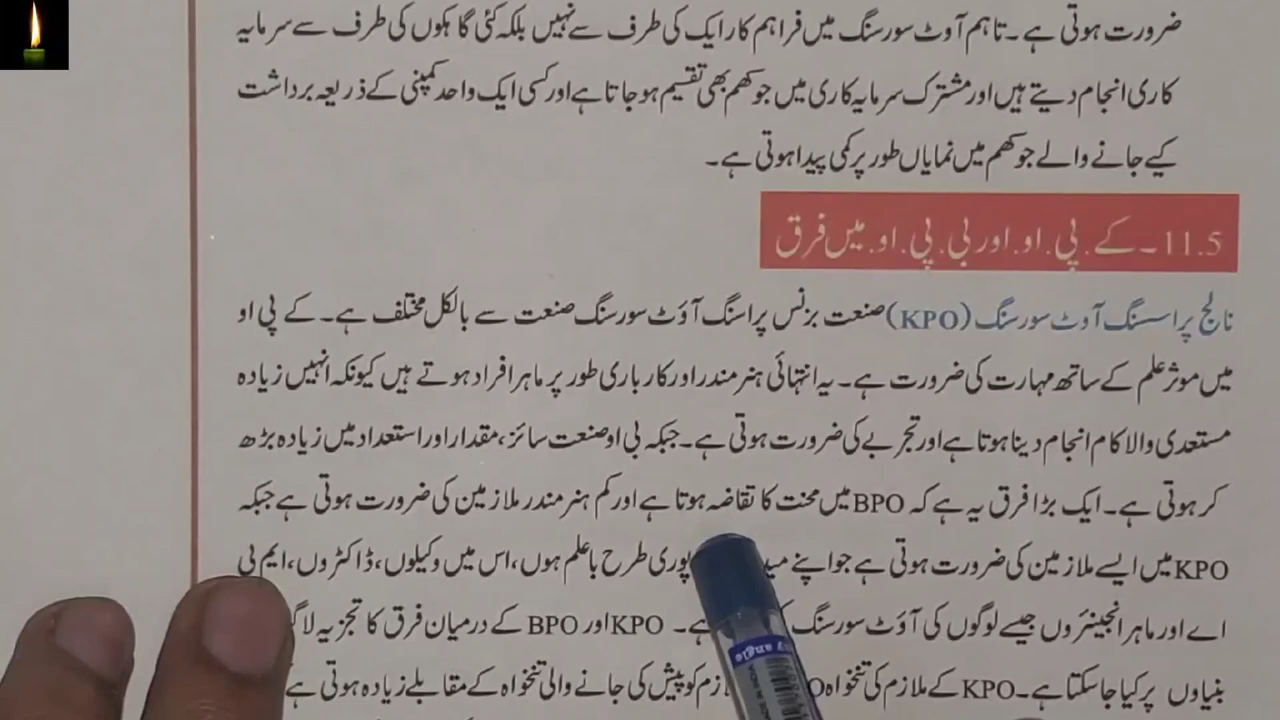 ضرورت ہوتی ہے۔ تاہم آوٹ سورسنگ میں فراہم کار ایک کی طرف سے نہیں بلکہ کئی گاہکوں کی طرف سے سرمایہ
کاری انجام دیتے ہیں اور مشترک سرمایہ کاری میں جوکھم بھی تقسیم ہو جاتا ہے اور کسی ایک واحد کمپنی کے ذریعہ برداشت
کیے جانے والے جوکھم میں نمایاں طور پر کمی پیدا ہوتی ہے۔
11.5۔ کے. پی. او. اور بی. پی. او. میں فرق
نالج پراسسنگ آوٹ سورسنگ (KPO) صنعت بزنس پراسنگ آؤٹ سورسنگ صنعت سے بالکل مختلف ہے۔ کے پی او
میں موثر علم کے ساتھ مہارت کی ضرورت ہے۔ یہ انتہائی ہنرمند اور کارباری طور پر ماہر افراد ہوتے ہیں کیونکہ انہیں زیادہ
مستعدی والا کام انجام دینا ہوتا ہے اور تجربے کی ضرورت ہوتی ہے۔ جبکہ بی او صنعت سائز، مقدار اور استعداد میں زیادہ بڑھ
کر ہوتی ہے۔ ایک بڑا فرق یہ ہے کہ BPO میں محنت کا تقاضہ ہوتا ہے اور کم ہنرمند ملازمین کی ضرورت ہوتی ہے جبکہ
KPO میں ایسے ملازمین کی ضرورت ہوتی ہے جو اپنے پوری طرح باعلم ہوں، اس میں وکیلوں، ڈاکٹروں، ایم بی
اے اور ماہر انجینئروں جیسے لوگوں کی آؤٹ سورسنگ ہے۔ KPO اور BPO کے درمیان فرق کا تجزیہ
بنیاوں پر کیا جا سکتا ہے۔ KPO کے ملازم کی تنخواہ کو پیش کی جانے والی تنخواہ کے مقابلے زیادہ ہوتی ہے